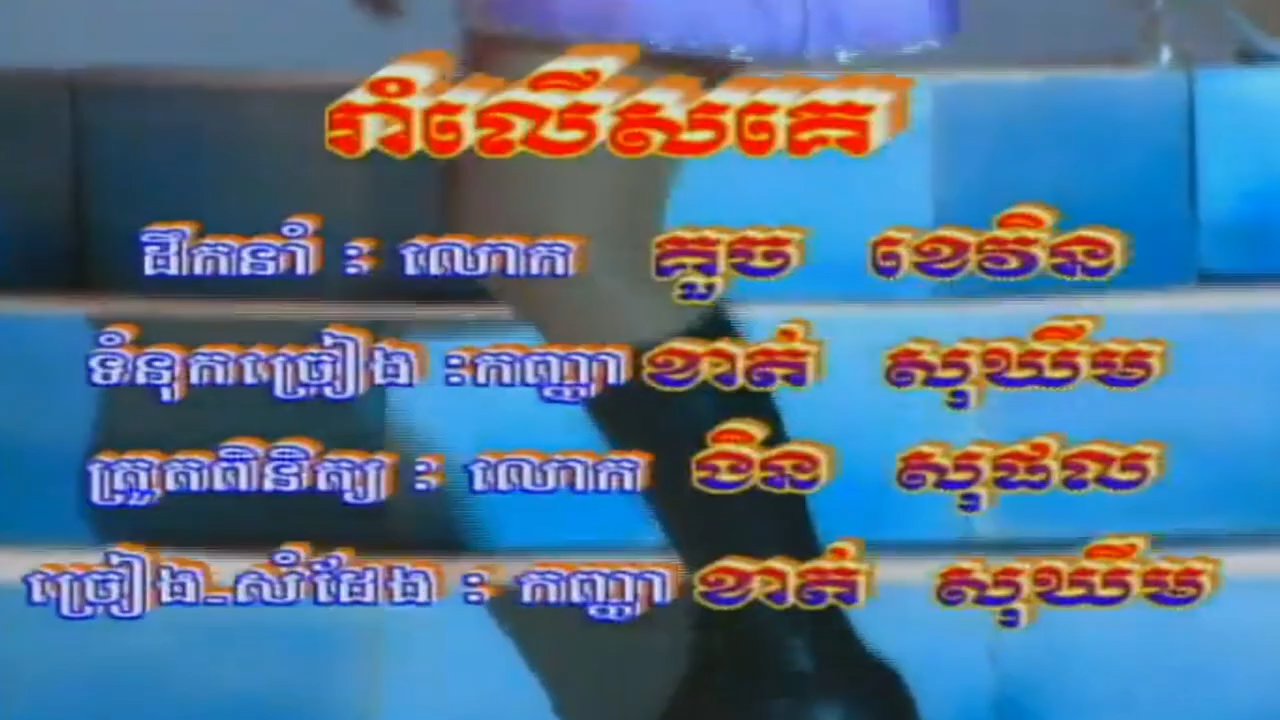 រាំលើសគេ
ដឹកនាំ : លោក គួច ខេវិន
ទំនុកច្រៀង :កញ្ញា ខាត់ សុឃីម
ត្រួតពិនិត្យ : លោក ងិន សុផល
ច្រៀង-សំដែង : កញ្ញា ខាត់ សុឃីម